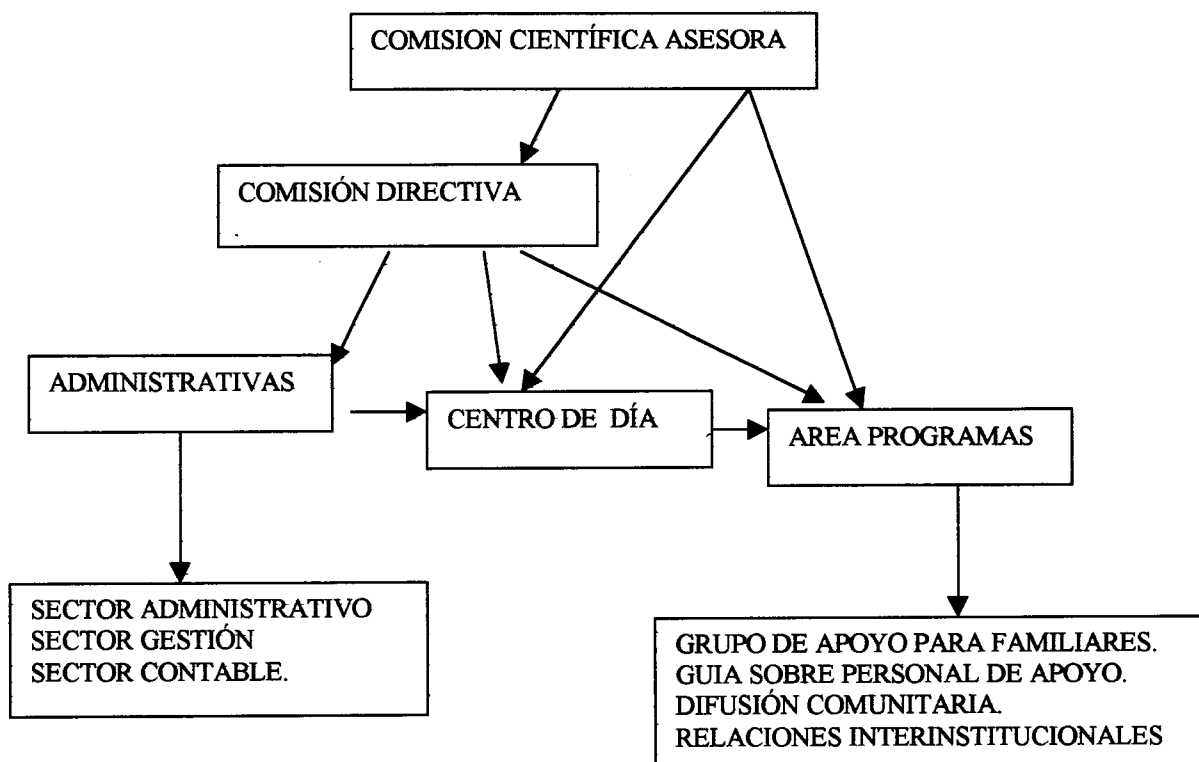 COMISION CIENTÍFICA ASESORA
COMISIÓN DIRECTIVA
ADMINISTRATIVAS
CENTRO DE DÍA
AREA PROGRAMAS
SECTOR ADMINISTRATIVO
SECTOR GESTIÓN
SECTOR CONTABLE.
GRUPO DE APOYO PARA FAMILIARES.
GUIA SOBRE PERSONAL DE APOYO.
DIFUSIÓN COMUNITARIA.
RELACIONES INTERINSTITUCIONALES